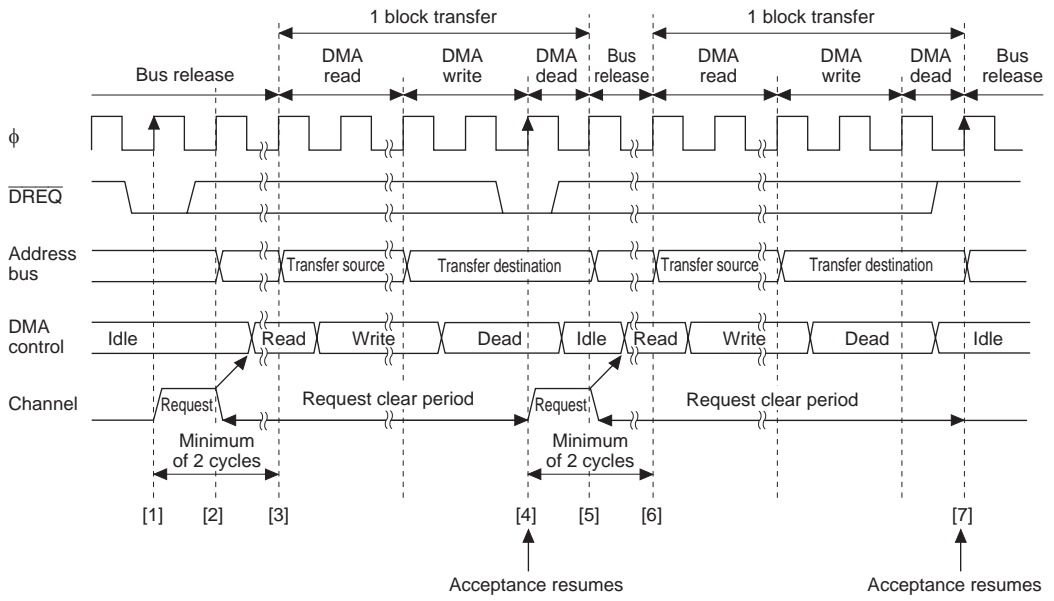 1 block transfer 1 block transfer
DMA DMA DMA Bus DMA DMA DMA Bus
Bus release read write dead release read write dead release
ϕ
DREQ
Address
bus
Transfer source Transfer destination Transfer source Transfer destination
DMA
control
Idle Read Write Dead Idle Read Write Dead Idle
Channel Request Request clear period Request Request clear period
Minimum Minimum
of 2 cycles of 2 cycles
[1] [2] [3] [4] [5] [6] [7]
Acceptance resumes Acceptance resumes